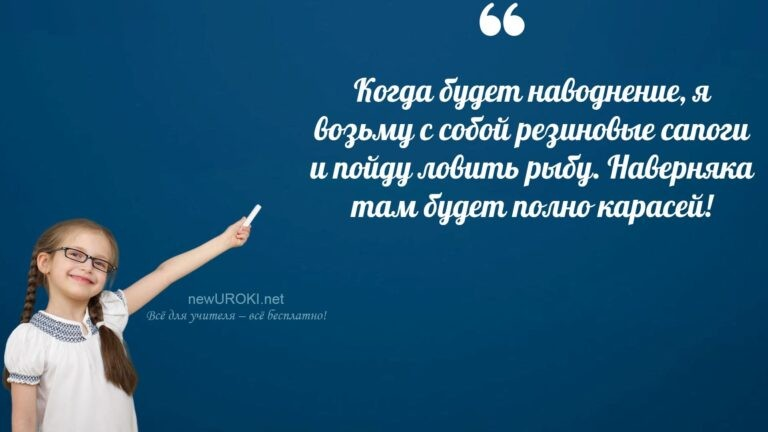 ❝
Когда будет наводнение, я
возьму с собой резиновые сапоги
и пойду ловить рыбу. Наверняка
там будет полно карасей!
newUROKI.net
Всё для учителя – всё бесплатно!